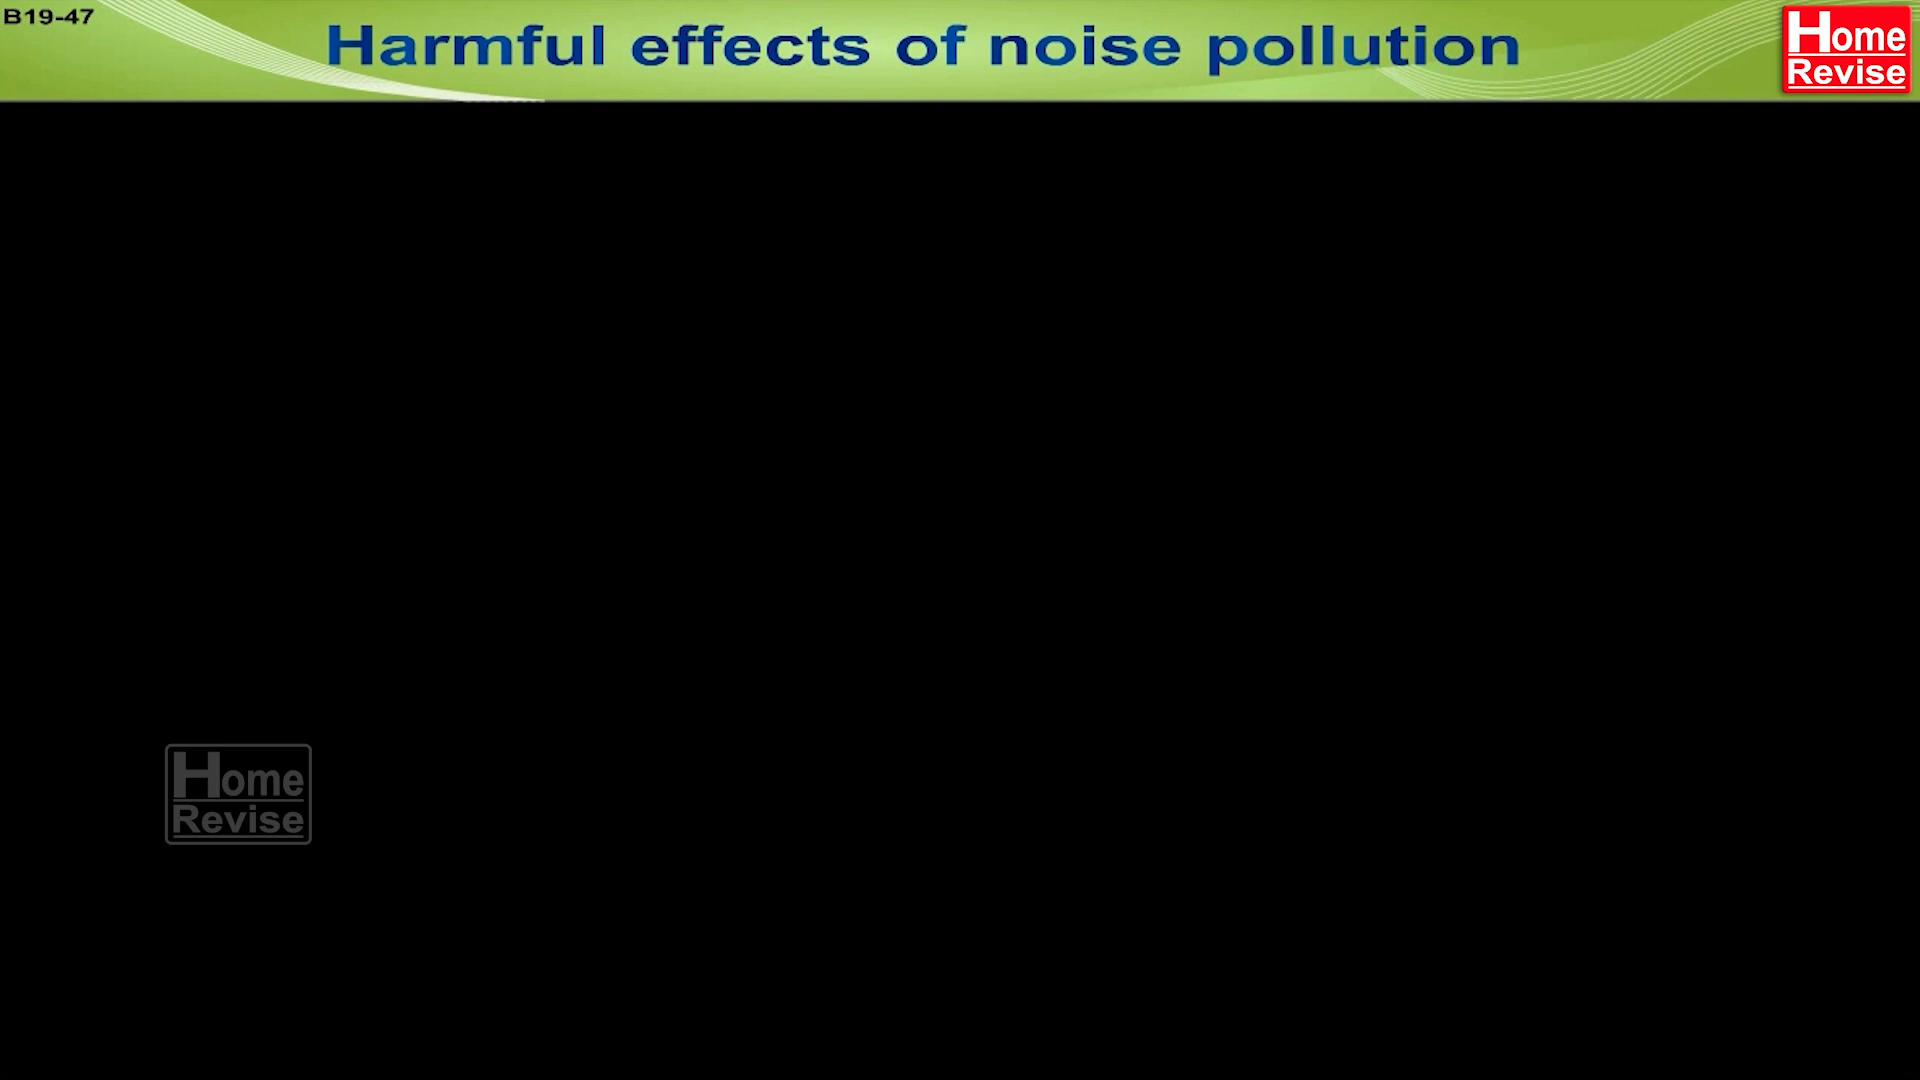 B19-47
Harmful effects of noise pollution
Home
Revise
Home
Revise